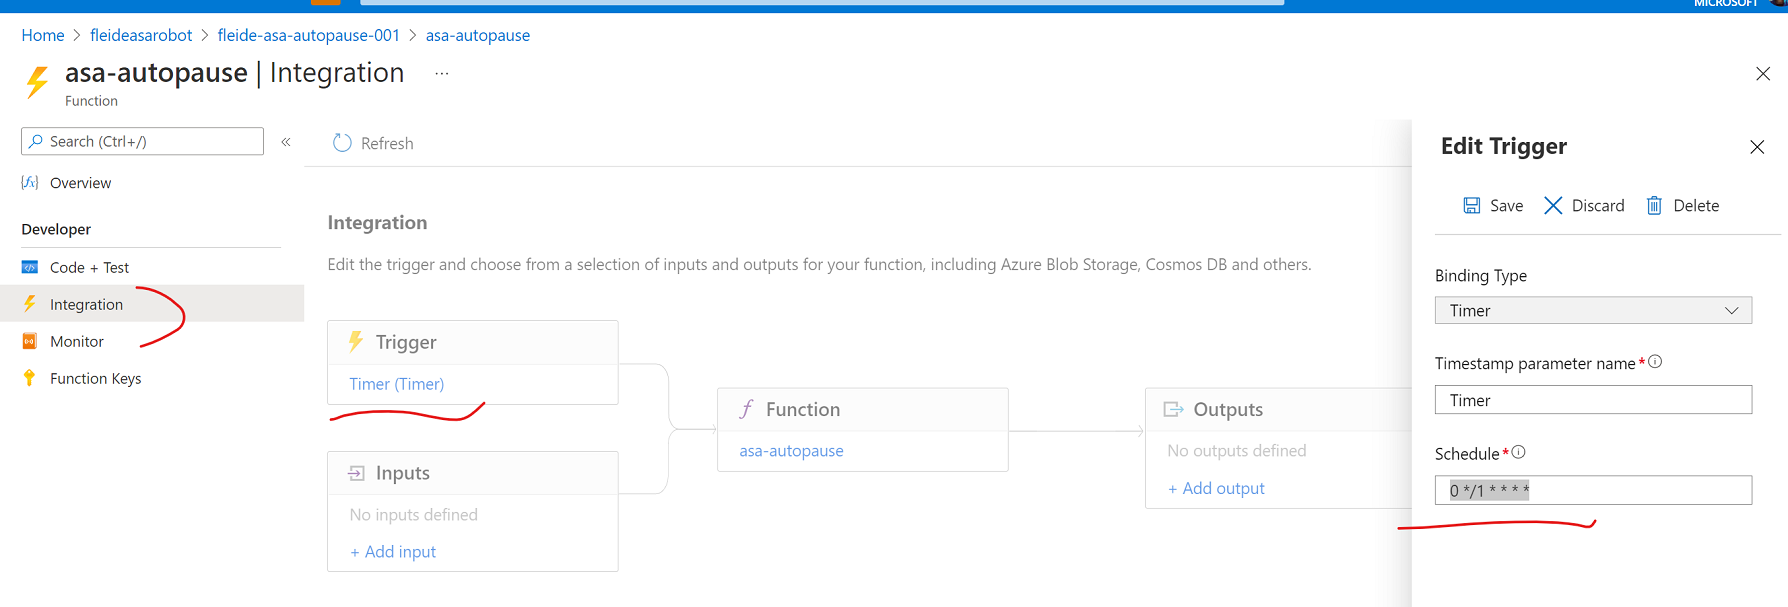 MICROSOFT
Home > fleideasarobot > fleide-asa-autopause-001 > asa-autopause
asa-autopause | Integration ...
Function
Search (Ctrl+/)
«
Overview
Developer
Code + Test
Integration
Monitor
Function Keys
Refresh
Integration
Edit the trigger and choose from a selection of inputs and outputs for your function, including Azure Blob Storage, Cosmos DB and others.
Trigger
Timer (Timer)
Inputs
No inputs defined
+ Add input
Function
asa-autopause
Outputs
No outputs defined
+ Add output
Edit Trigger
Save Discard Delete
Binding Type
Timer
Timestamp parameter name *
Timer
Schedule *
0 */1 * * * *